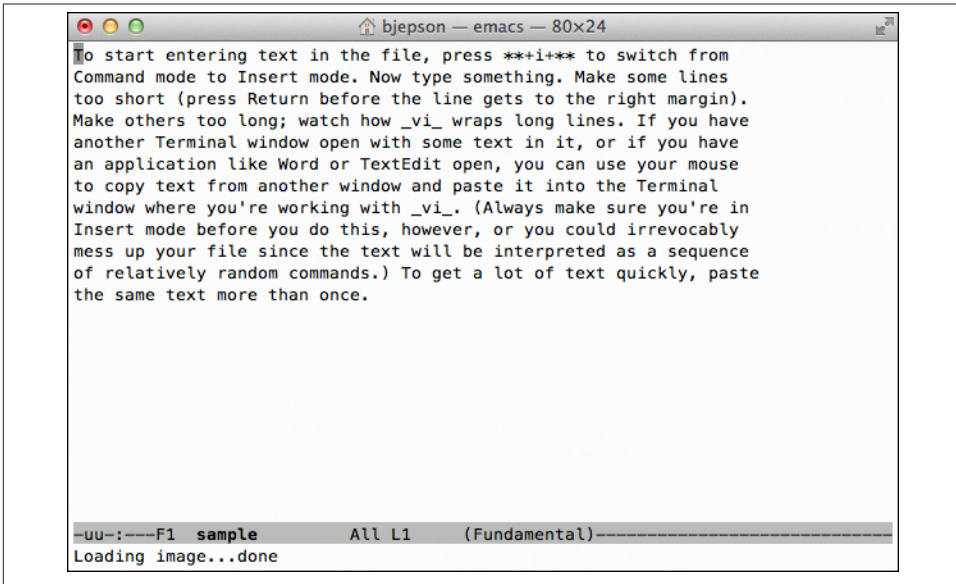 bjepson — emacs — 80×24
To start entering text in the file, press **+i+** to switch from
Command mode to Insert mode. Now type something. Make some lines
too short (press Return before the line gets to the right margin).
Make others too long; watch how _vi_ wraps long lines. If you have
another Terminal window open with some text in it, or if you have
an application like Word or TextEdit open, you can use your mouse
to copy text from another window and paste it into the Terminal
window where you're working with _vi_. (Always make sure you're in
Insert mode before you do this, however, or you could irrevocably
mess up your file since the text will be interpreted as a sequence
of relatively random commands.) To get a lot of text quickly, paste
the same text more than once.
-uu-:---F1  sample         All L1     (Fundamental)-----------------------------
Loading image...done